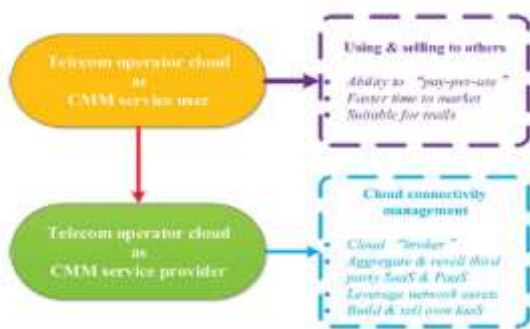 Telecom operator cloud
as
CMM service user
Using & selling to others
• Ability to "pay-per-use"
• Faster time to market
• Suitable for trails
Telecom operator cloud
as
CMM service provider
Cloud connectivity
management
• Cloud "broker"
• Aggregate & resell third
party SaaS & PaaS
• Leverage network assets
• Build & sell own IaaS